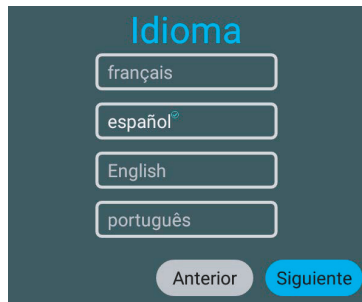 Idioma
français
español
English
português
Anterior Siguiente